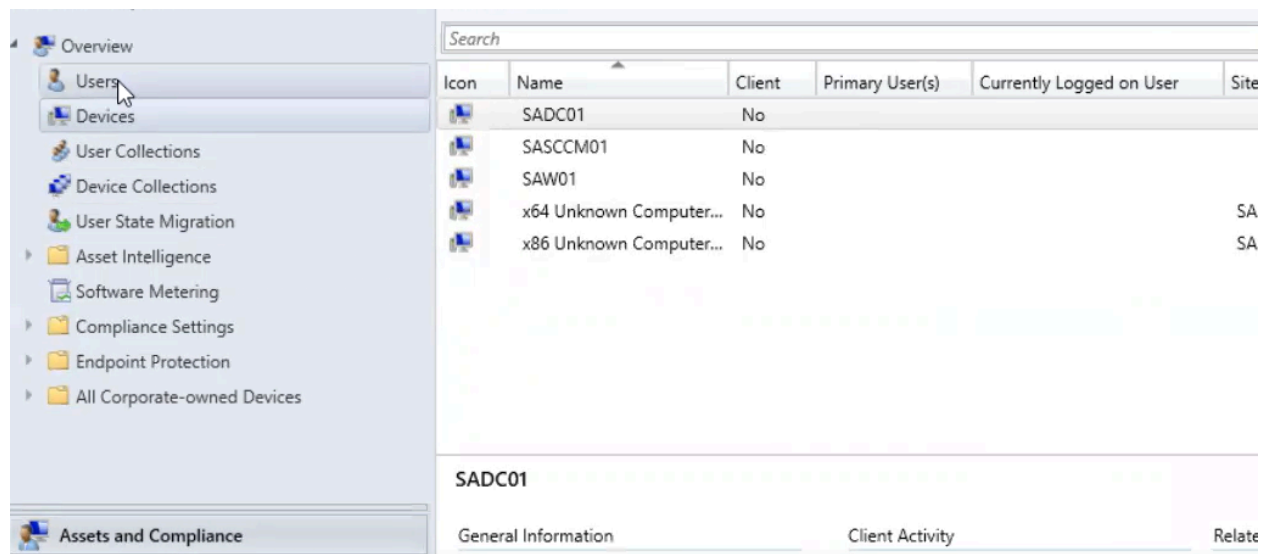 Overview
Users
Devices
User Collections
Device Collections
User State Migration
Asset Intelligence
Software Metering
Compliance Settings
Endpoint Protection
All Corporate-owned Devices
Assets and Compliance
Search
Icon Name Client Primary User(s) Currently Logged on User Site
SADC01 No
SASCCM01 No
SAW01 No
x64 Unknown Computer... No SA
x86 Unknown Computer... No SA
SADC01
General Information Client Activity Relate